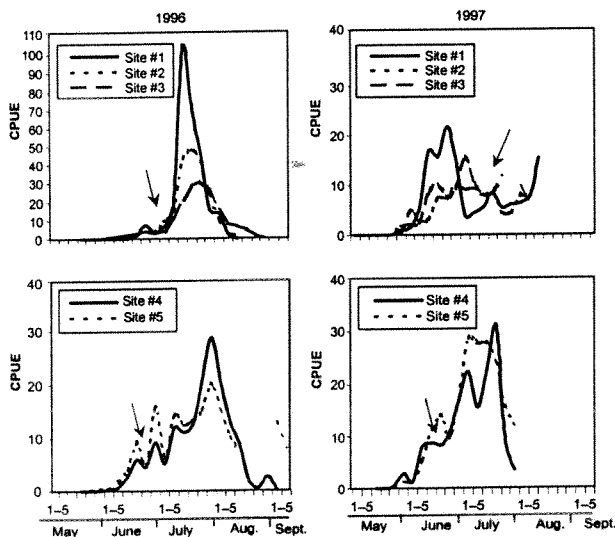 1996
110
100
90
80
70
60
50
40
30
20
10
0
CPUE
Site #1
Site #2
Site #3
1997
40
30
20
10
0
CPUE
Site #1
Site #2
Site #3
40
30
20
10
0
CPUE
Site #4
Site #5
1–5 1–5 1–5 1–5 1–5
May June July Aug. Sept.
40
30
20
10
0
CPUE
Site #4
Site #5
1–5 1–5 1–5 1–5 1–5
May June July Aug. Sept.